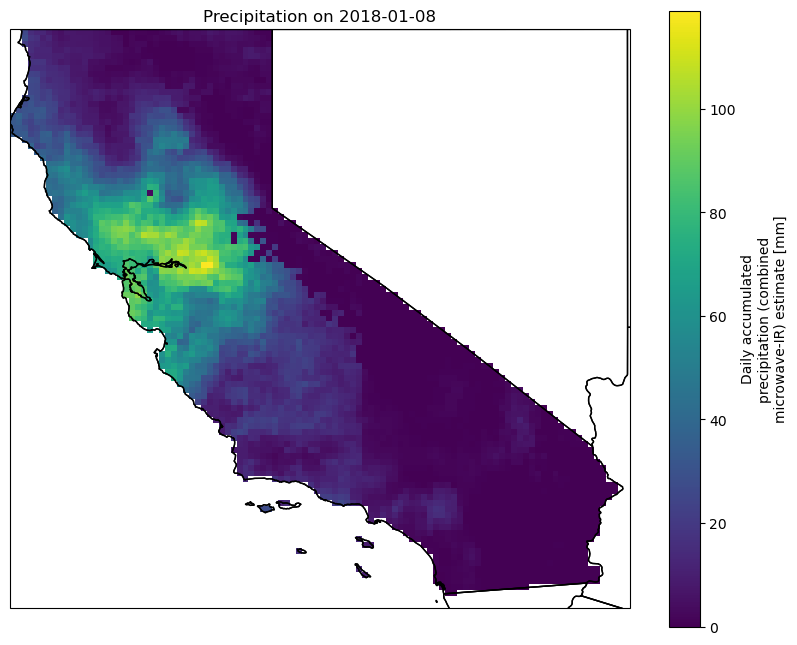 Precipitation on 2018-01-08
100
80
60
40
20
0
Daily accumulated
precipitation (combined
microwave-IR) estimate [mm]